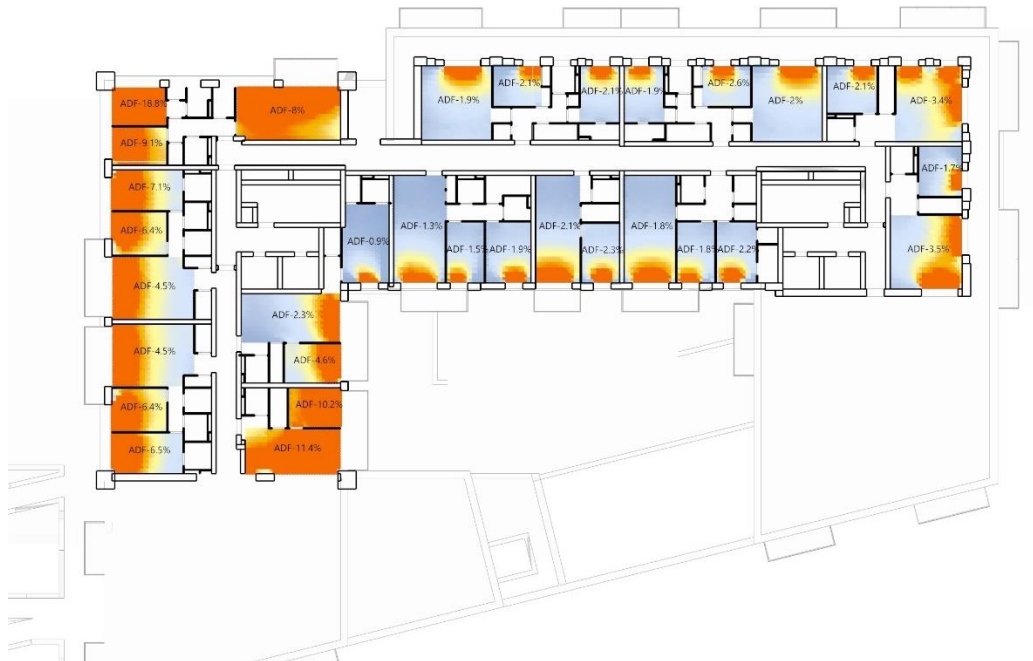 ADF-1.9%
ADF-2.1%
ADF-2.1%
ADF-1.9%
ADF-2.6%
ADF-2%
ADF-2.1%
ADF-3.4%
ADF-18.8%
ADF-8%
ADF-9.1%
ADF-7.1%
ADF-1.7%
ADF-6.4%
ADF-0.9%
ADF-1.3%
ADF-1.5%
ADF-1.9%
ADF-2.1%
ADF-2.3%
ADF-1.8%
ADF-1.8%
ADF-2.2%
ADF-3.5%
ADF-4.5%
ADF-2.3%
ADF-4.5%
ADF-4.6%
ADF-6.4%
ADF-10.2%
ADF-6.5%
ADF-11.4%